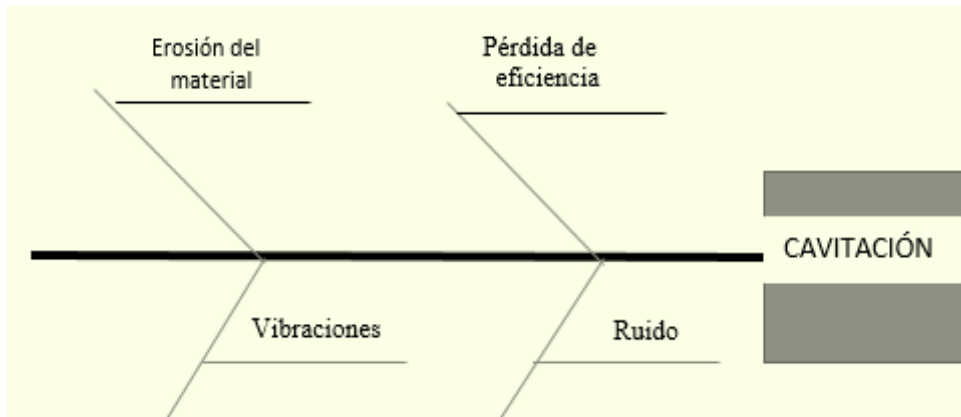 Erosión del
material
Pérdida de
eficiencia
CAVITACIÓN
Vibraciones
Ruido